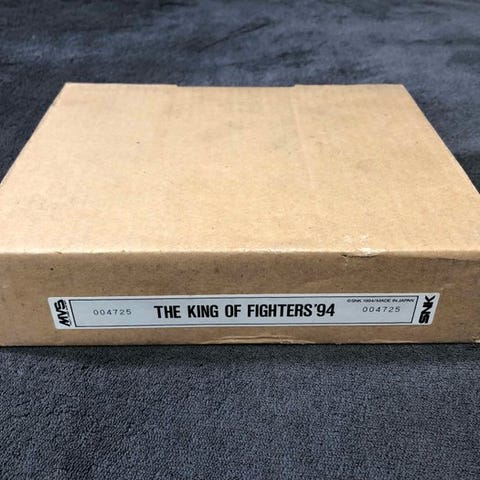 MVS
004725
THE KING OF FIGHTERS'94
©SNK 1994/MADE IN JAPAN
004725
SNK